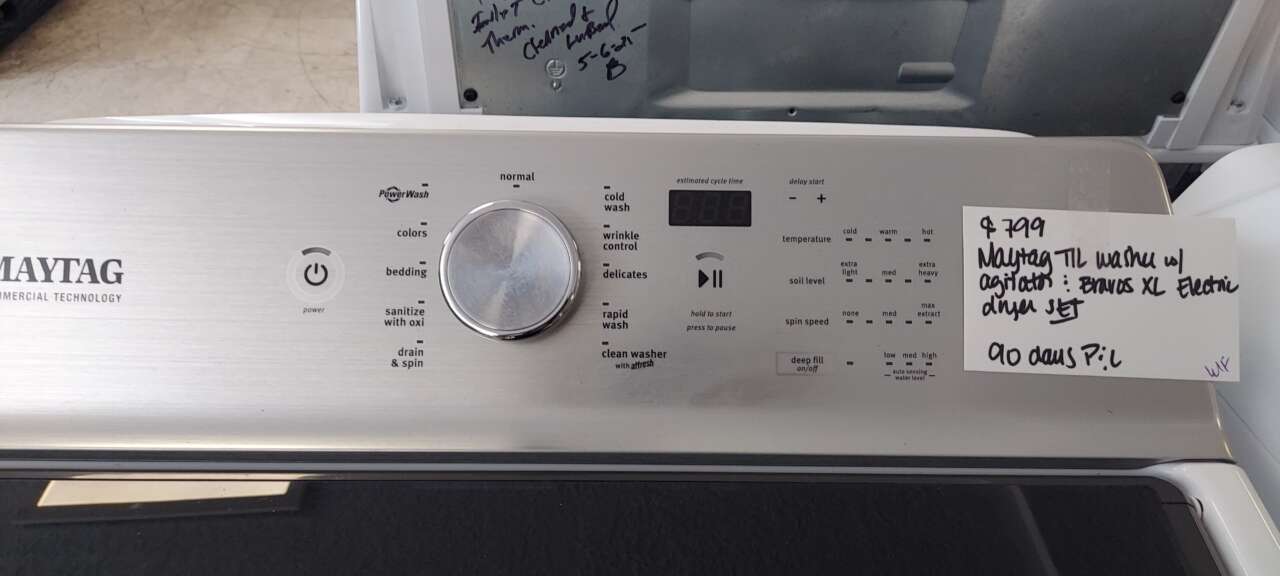 Therm.
Cleaned &
5-6-21
B
normal
PowerWash
colors
bedding
sanitize
with oxi
drain
& spin
cold
wash
wrinkle
control
delicates
rapid
wash
clean washer
with affresh
MAYTAG
COMMERCIAL TECHNOLOGY
power
estimated cycle time
hold to start
press to pause
delay start
- +
temperature cold warm hot
soil level extra light med extra heavy
spin speed none med max extract
deep fill
on/off
low med high
auto sensing
water level
$ 799
Maytag T/L washer w/
agitator : Bravos XL Electric
dryer SET
90 days P:L